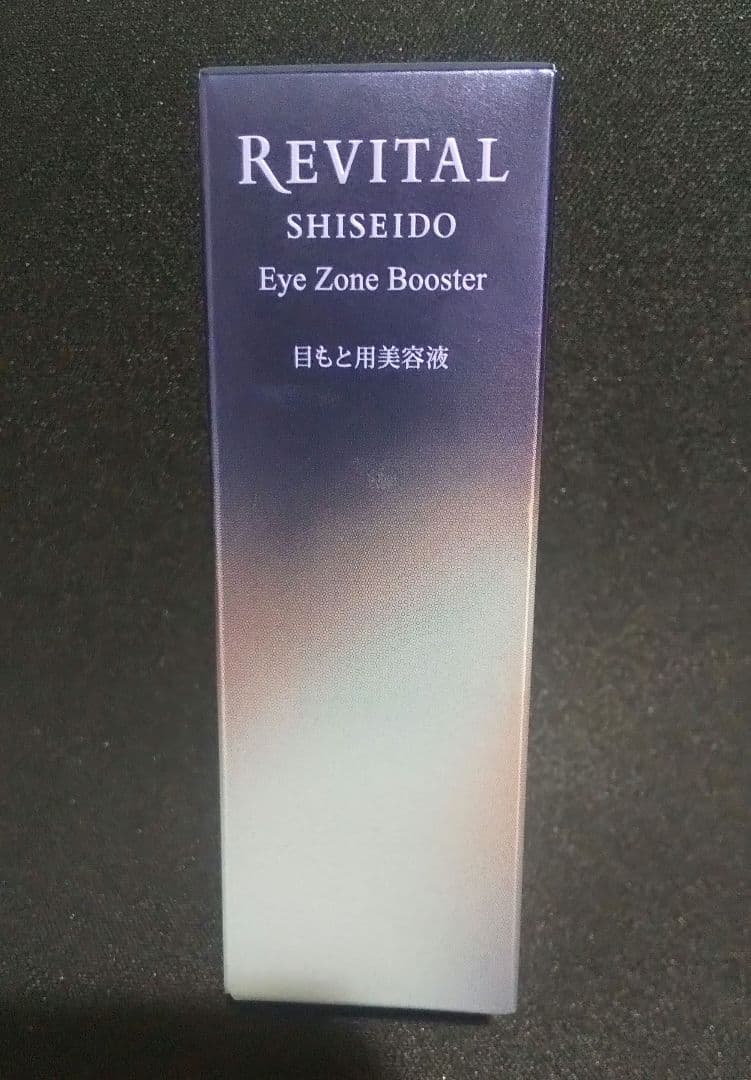 REVITAL
SHISEIDO
Eye Zone Booster
目もと用美容液